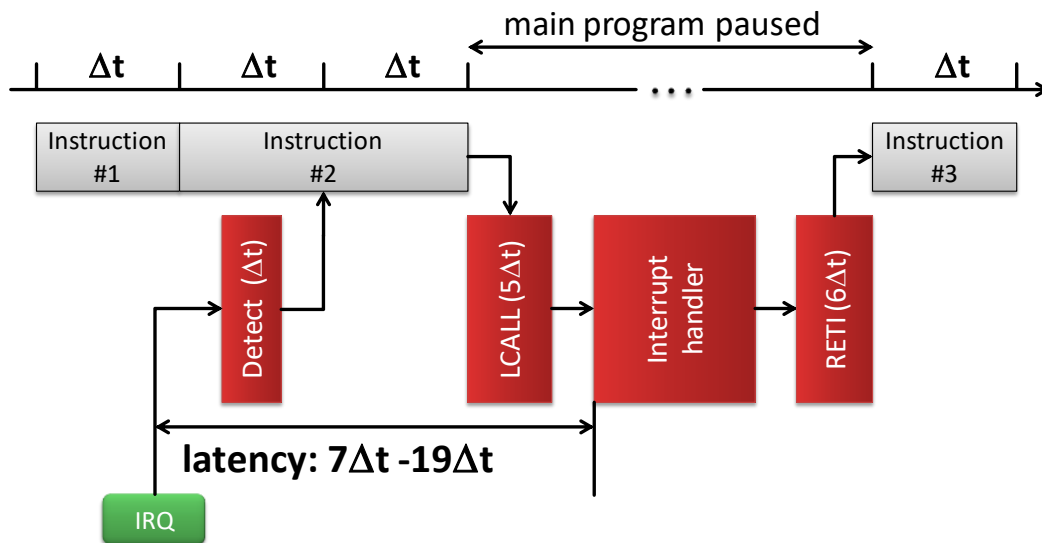 main program paused
Δt Δt Δt Δt
...
Instruction
#1
Instruction
#2
Instruction
#3
Detect (Δt)
LCALL (5Δt)
Interrupt
handler
RETI (6Δt)
latency: 7Δt -19Δt
IRQ